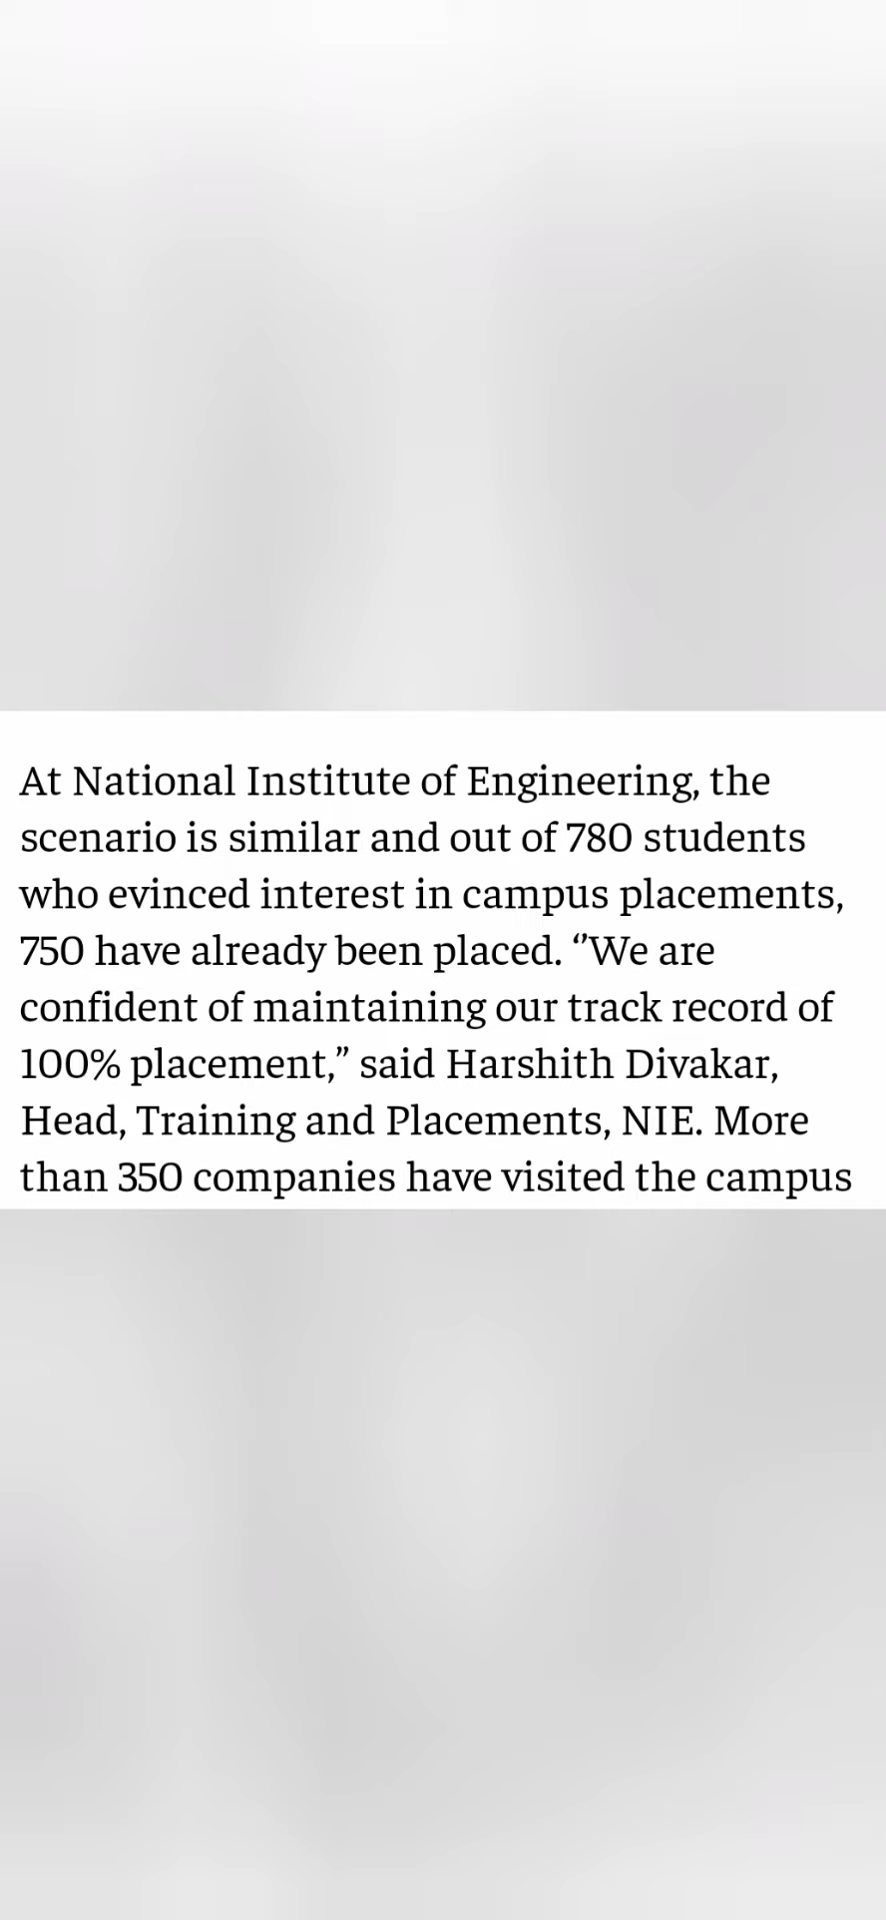 At National Institute of Engineering, the
scenario is similar and out of 780 students
who evinced interest in campus placements,
750 have already been placed. “We are
confident of maintaining our track record of
100% placement,” said Harshith Divakar,
Head, Training and Placements, NIE. More
than 350 companies have visited the campus